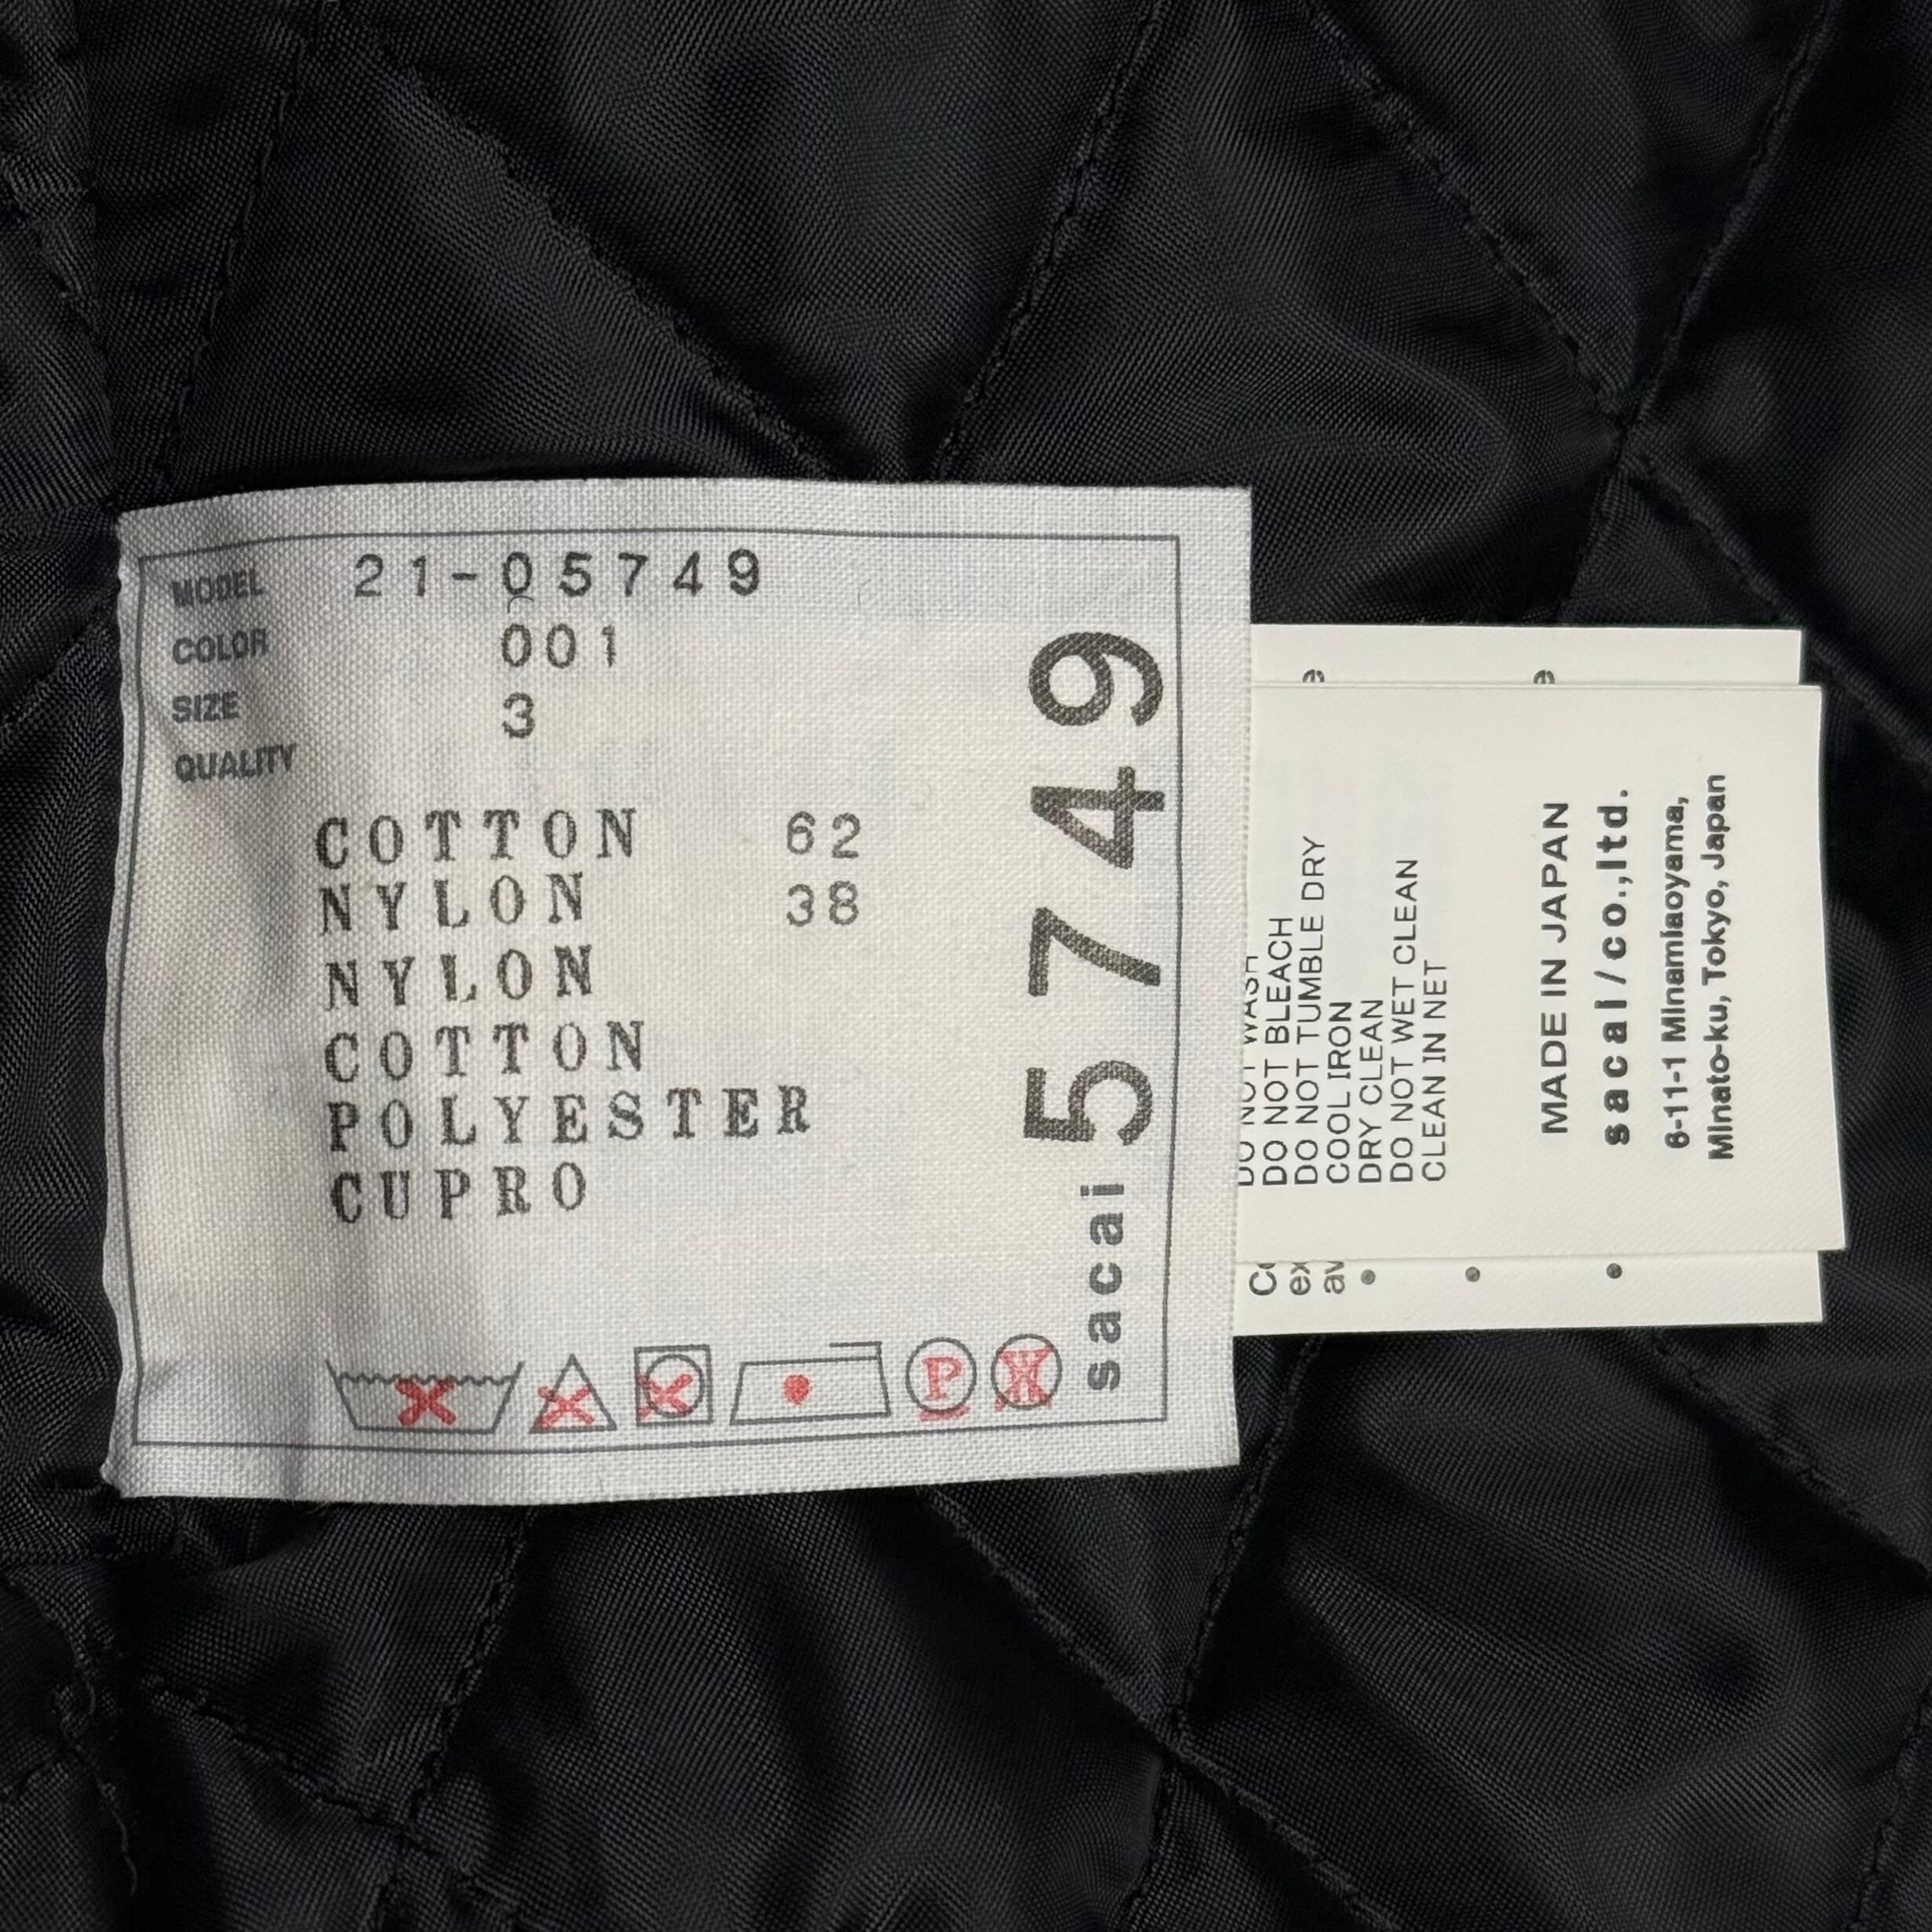 MODEL 21-05749
COLOR 001
SIZE 3
QUALITY
COTTON 62
NYLON 38
NYLON
COTTON
POLYESTER
CUPRO
P
W
sacai 5749
DO NOT WASH
DO NOT BLEACH
DO NOT TUMBLE DRY
COOL IRON
DRY CLEAN
DO NOT WET CLEAN
CLEAN IN NET
MADE IN JAPAN
sacai/co.,ltd.
6-11-1 Minamiaoyama,
Minato-ku, Tokyo, Japan